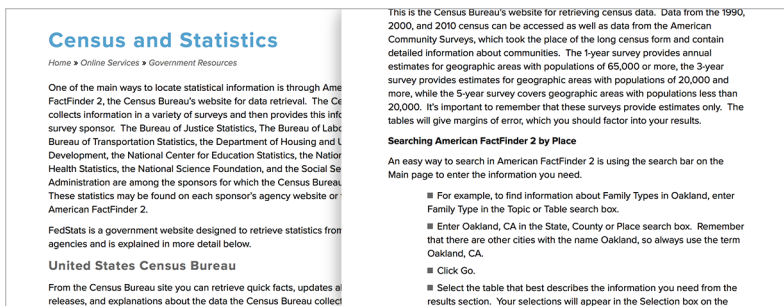 Census and Statistics
Home » Online Services » Government Resources
One of the main ways to locate statistical information is through Ame
FactFinder 2, the Census Bureau's website for data retrieval. The Ce
collects information in a variety of surveys and then provides this info
survey sponsor. The Bureau of Justice Statistics, The Bureau of Labo
Bureau of Transportation Statistics, the Department of Housing and U
Development, the National Center for Education Statistics, the Nation
Health Statistics, the National Science Foundation, and the Social Se
Administration are among the sponsors for which the Census Bureau
These statistics may be found on each sponsor's agency website or
American FactFinder 2.
FedStats is a government website designed to retrieve statistics from
agencies and is explained in more detail below.
United States Census Bureau
From the Census Bureau site you can retrieve quick facts, updates a
releases, and explanations about the data the Census Bureau collect
This is the Census Bureau's website for retrieving census data. Data from the 1990,
2000, and 2010 census can be accessed as well as data from the American
Community Surveys, which took the place of the long census form and contain
detailed information about communities. The 1-year survey provides annual
estimates for geographic areas with populations of 65,000 or more, the 3-year
survey provides estimates for geographic areas with populations of 20,000 and
more, while the 5-year survey covers geographic areas with populations less than
20,000. It's important to remember that these surveys provide estimates only. The
tables will give margins of error, which you should factor into your results.
Searching American FactFinder 2 by Place
An easy way to search in American FactFinder 2 is using the search bar on the
Main page to enter the information you need.
■ For example, to find information about Family Types in Oakland, enter
Family Type in the Topic or Table search box.
■ Enter Oakland, CA in the State, County or Place search box. Remember
that there are other cities with the name Oakland, so always use the term
Oakland, CA.
■ Click Go.
■ Select the table that best describes the information you need from the
results section. Your selections will appear in the Selection box on the